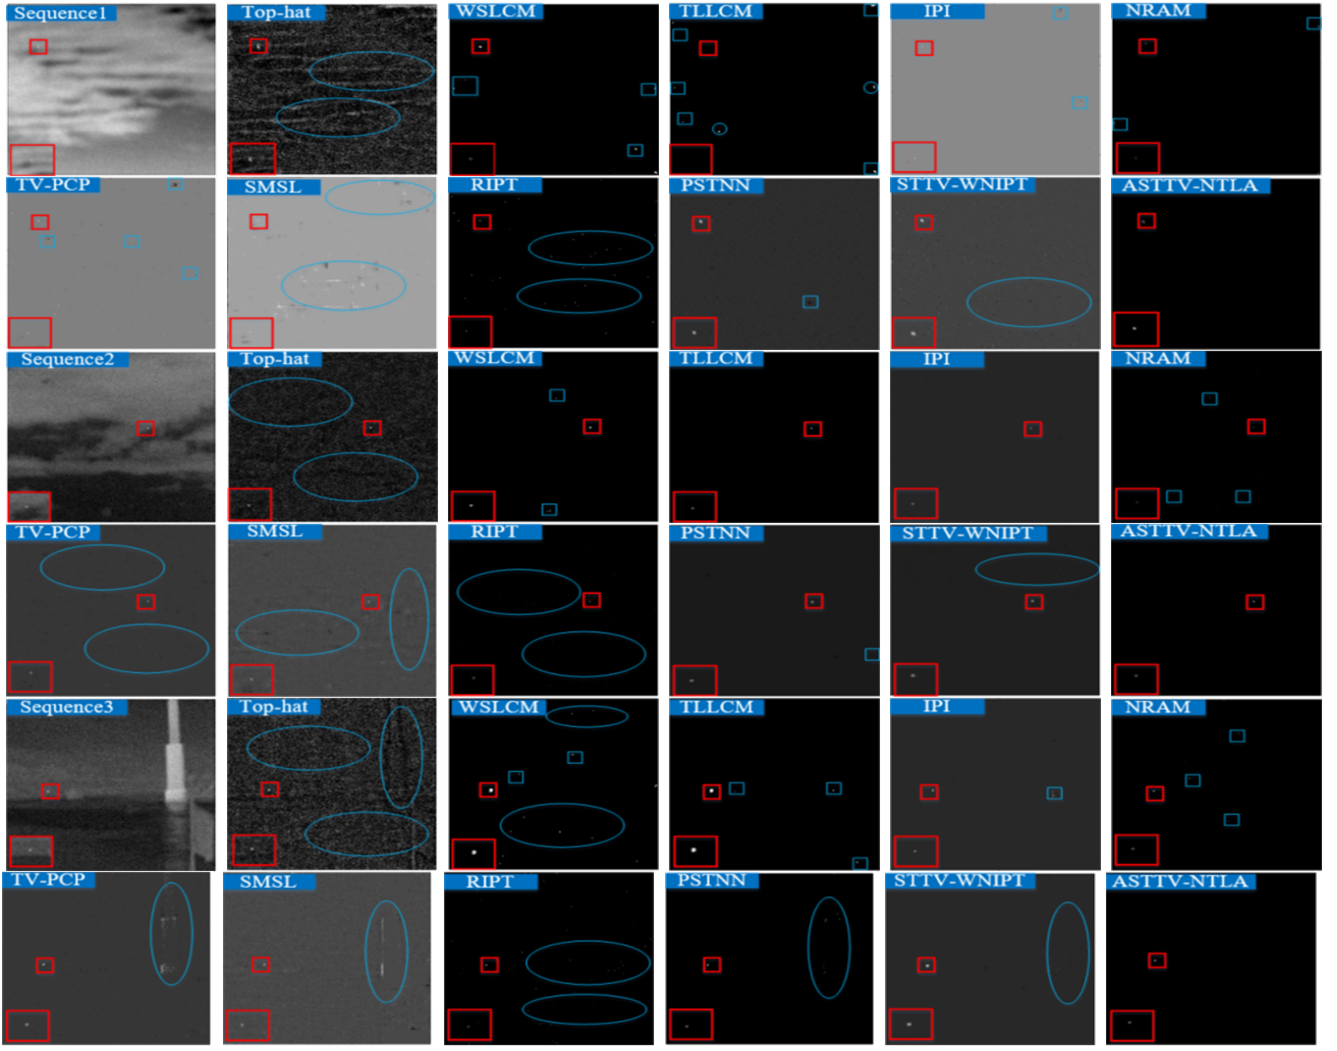 Sequence1
Top-hat
WSLCM
TLLCM
IPI
NRAM
TV-PCP
SMSL
RIPT
PSTNN
STTV-WNIPT
ASTTV-NTLA
Sequence2
Top-hat
WSLCM
TLLCM
IPI
NRAM
TV-PCP
SMSL
RIPT
PSTNN
STTV-WNIPT
ASTTV-NTLA
Sequence3
Top-hat
WSLCM
TLLCM
IPI
NRAM
TV-PCP
SMSL
RIPT
PSTNN
STTV-WNIPT
ASTTV-NTLA